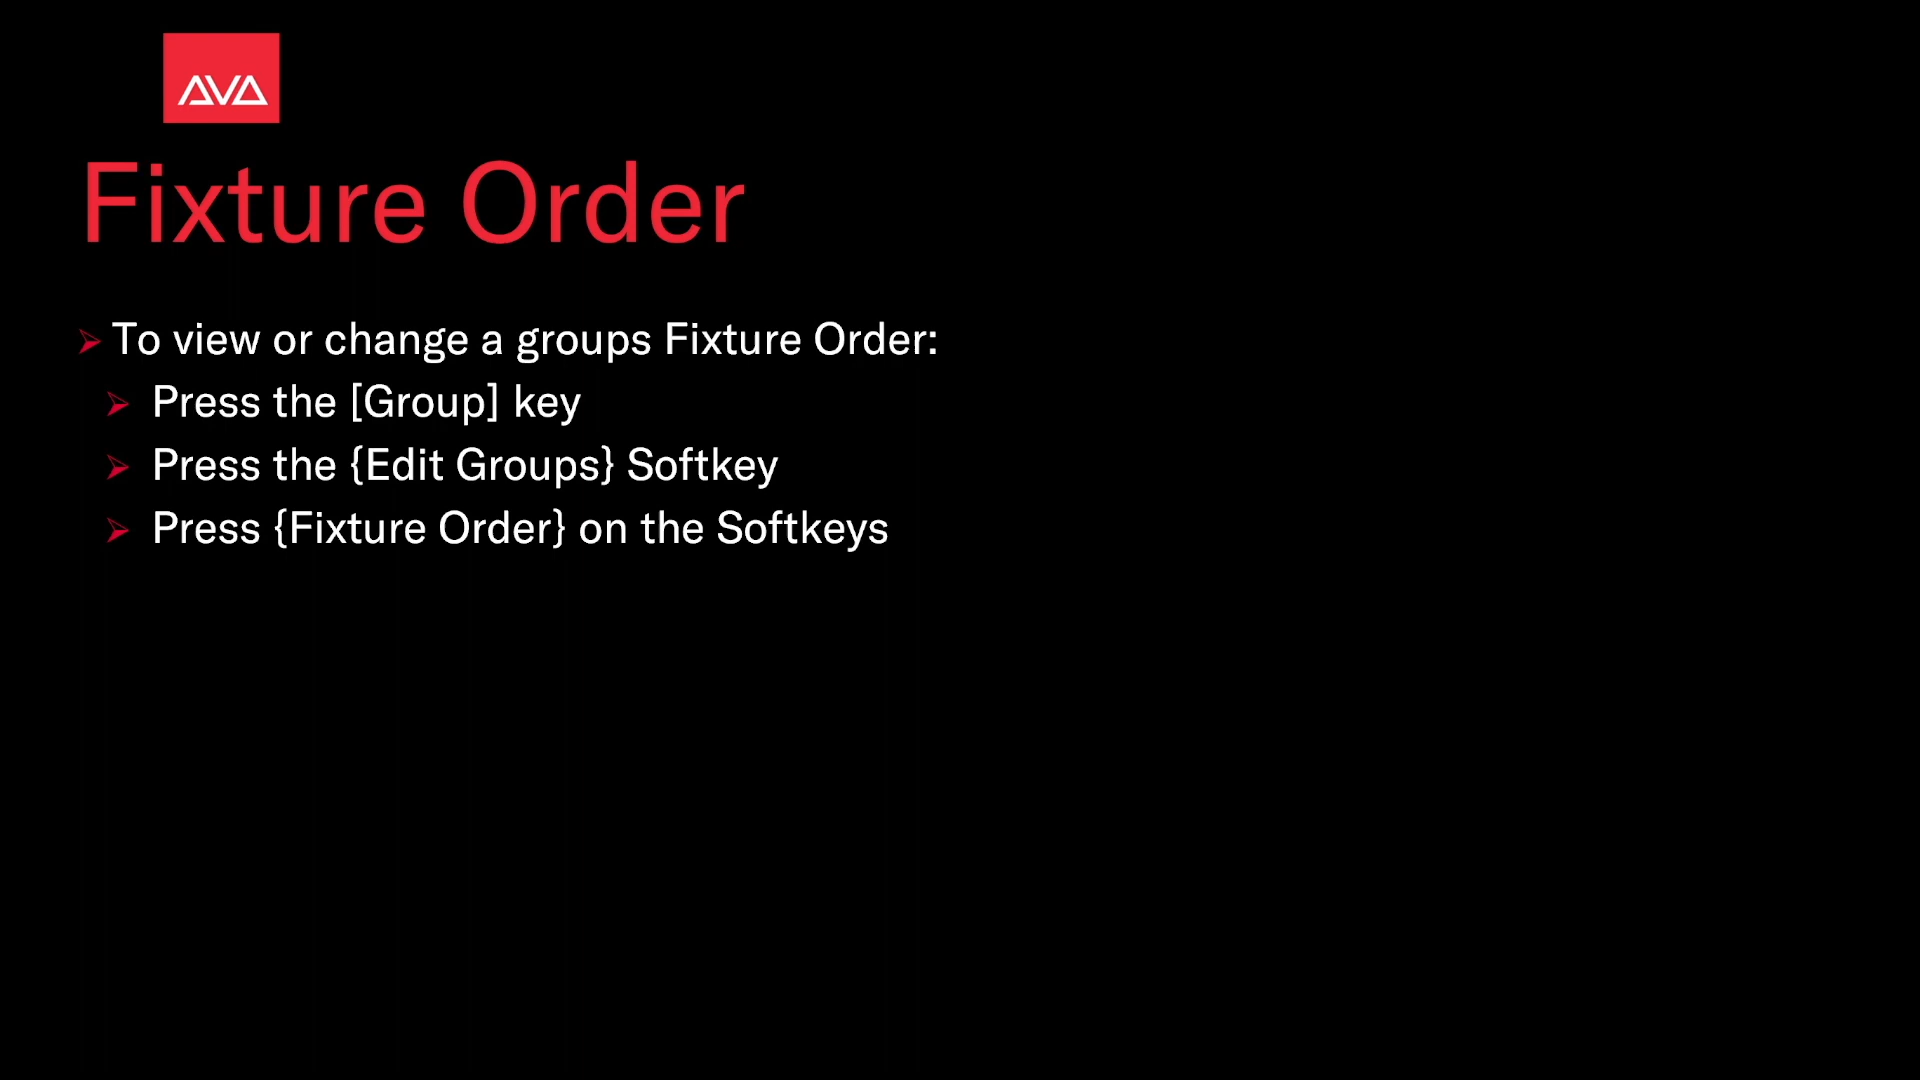 AVA
Fixture Order
To view or change a groups Fixture Order:
Press the [Group] key
Press the {Edit Groups} Softkey
Press {Fixture Order} on the Softkeys